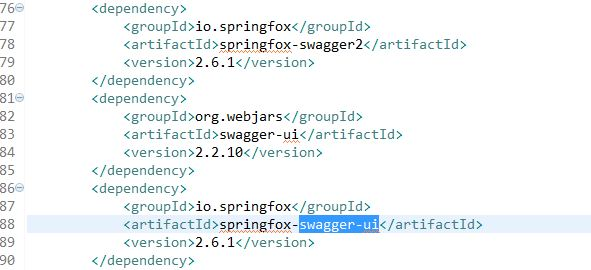 76 <dependency>
77 <groupId>io.springfox</groupId>
78 <artifactId>springfox-swagger2</artifactId>
79 <version>2.6.1</version>
80 </dependency>
81 <dependency>
82 <groupId>org.webjars</groupId>
83 <artifactId>swagger-ui</artifactId>
84 <version>2.2.10</version>
85 </dependency>
86 <dependency>
87 <groupId>io.springfox</groupId>
88 <artifactId>springfox-swagger-ui</artifactId>
89 <version>2.6.1</version>
90 </dependency>